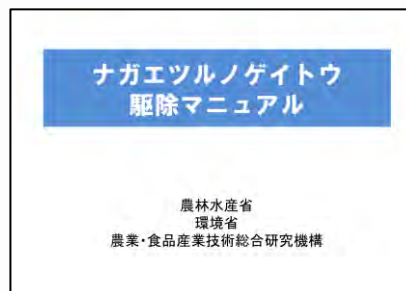 ナガエツルノゲイトウ
駆除マニュアル
農林水産省
環境省
農業・食品産業技術総合研究機構